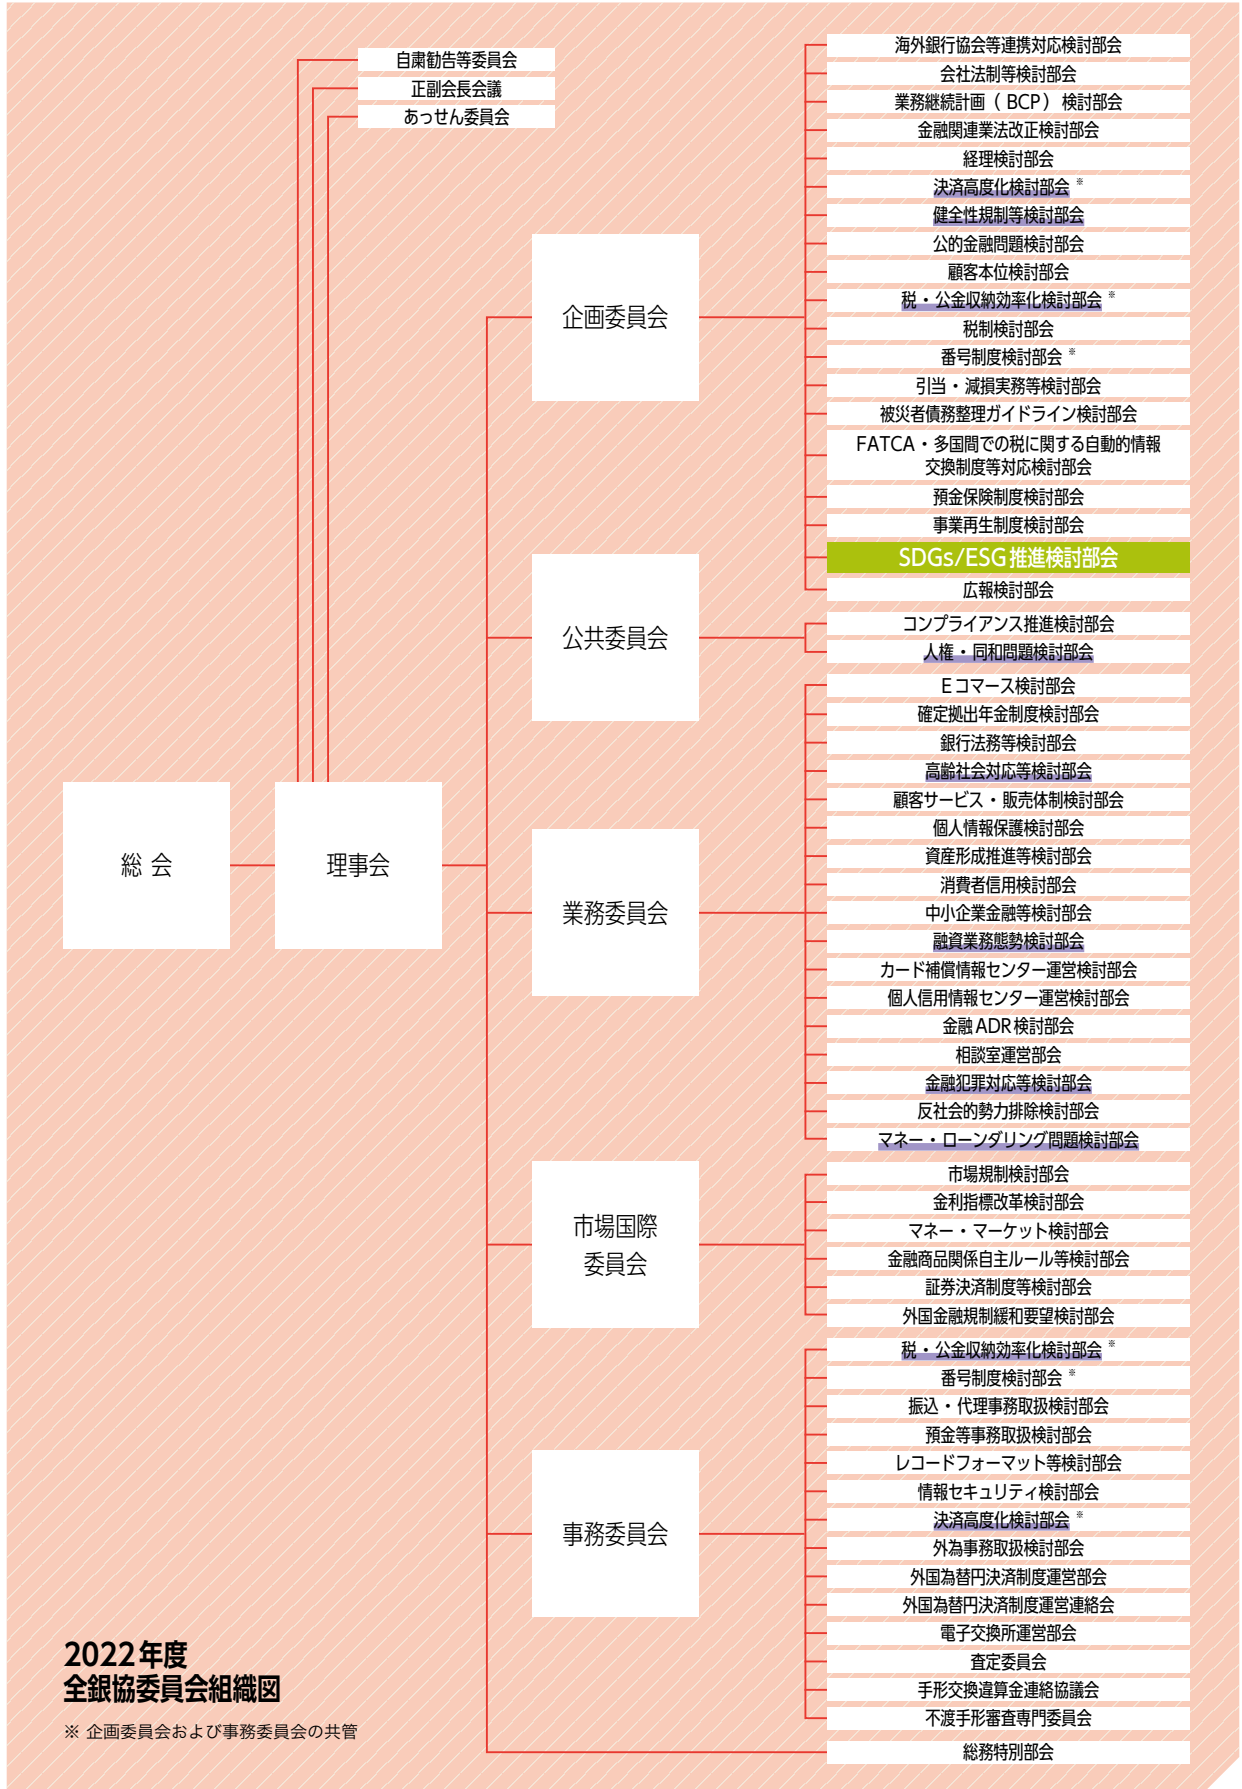 自粛勧告等委員会
正副会長会議
あっせん委員会
総 会
理事会
企画委員会
海外銀行協会等連携対応検討部会
会社法制等検討部会
業務継続計画（BCP）検討部会
金融関連業法改正検討部会
経理検討部会
決済高度化検討部会 ※
健全性規制等検討部会
公的金融問題検討部会
顧客本位検討部会
税・公金収納効率化検討部会 ※
税制検討部会
番号制度検討部会 ※
引当・減損実務等検討部会
被災者債務整理ガイドライン検討部会
FATCA・多国間での税に関する自動的情報
交換制度等対応検討部会
預金保険制度検討部会
事業再生制度検討部会
SDGs/ESG推進検討部会
広報検討部会
公共委員会
コンプライアンス推進検討部会
人権・同和問題検討部会
業務委員会
Eコマース検討部会
確定拠出年金制度検討部会
銀行法務等検討部会
高齢社会対応等検討部会
顧客サービス・販売体制検討部会
個人情報保護検討部会
資産形成推進等検討部会
消費者信用検討部会
中小企業金融等検討部会
融資業務態勢検討部会
カード補償情報センター運営検討部会
個人信用情報センター運営検討部会
金融ADR検討部会
相談室運営部会
金融犯罪対応等検討部会
反社会的勢力排除検討部会
マネー・ローンダリング問題検討部会
市場国際
委員会
市場規制検討部会
金利指標改革検討部会
マネー・マーケット検討部会
金融商品関係自主ルール等検討部会
証券決済制度等検討部会
外国金融規制緩和要望検討部会
事務委員会
税・公金収納効率化検討部会 ※
番号制度検討部会 ※
振込・代理事務取扱検討部会
預金等事務取扱検討部会
レコードフォーマット等検討部会
情報セキュリティ検討部会
決済高度化検討部会 ※
外為事務取扱検討部会
外国為替円決済制度運営部会
外国為替円決済制度運営連絡会
電子交換所運営部会
査定委員会
手形交換違算金連絡協議会
不渡手形審査専門委員会
総務特別部会
2022年度
全銀協委員会組織図
※ 企画委員会および事務委員会の共管